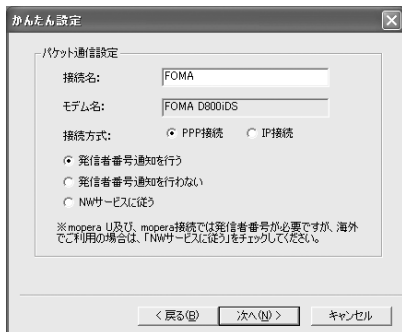 かんたん設定
パケット通信設定
接続名: FOMA
モデム名: FOMA D800iDS
接続方式: PPP接続 IP接続
発信者番号通知を行う
発信者番号通知を行わない
NWサービスに従う
※mopera U及び、mopera接続では発信者番号が必要ですが、海外
でご利用の場合は、「NWサービスに従う」をチェックしてください。
< 戻る(B) 次へ(N) > キャンセル